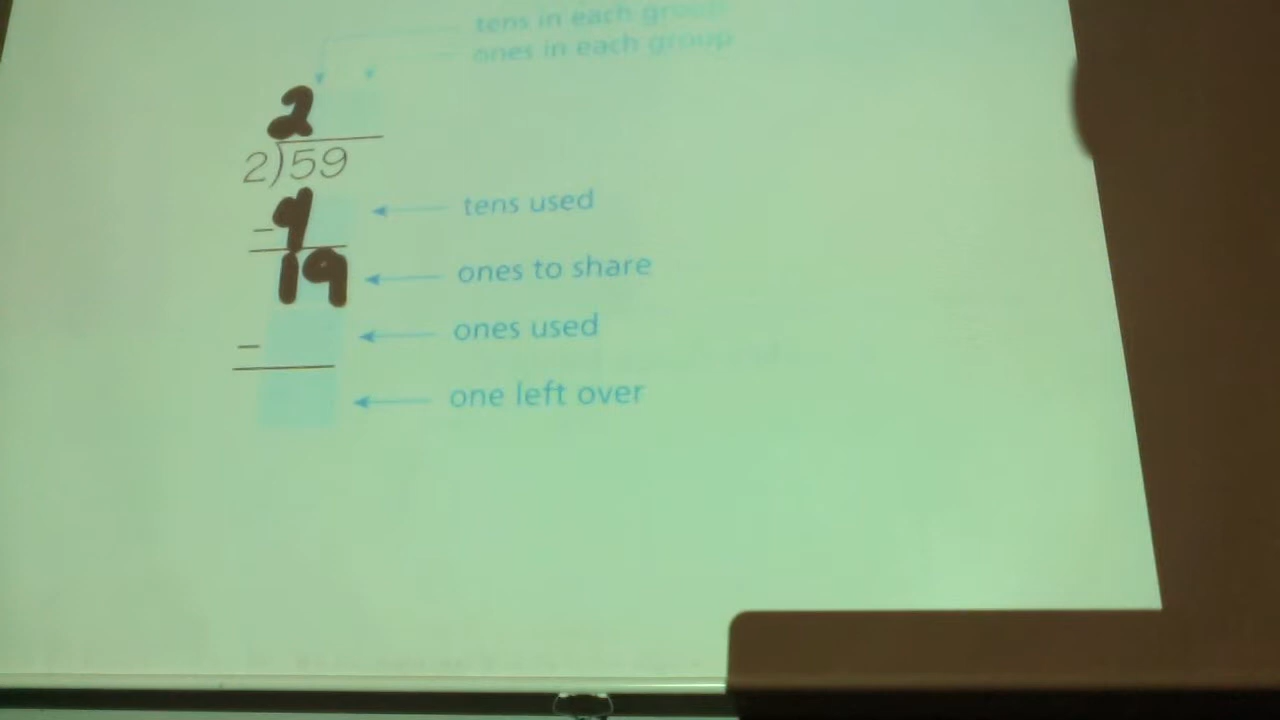 tens in each group
ones in each group
2
2)59
-4
19
-
tens used
ones to share
ones used
one left over